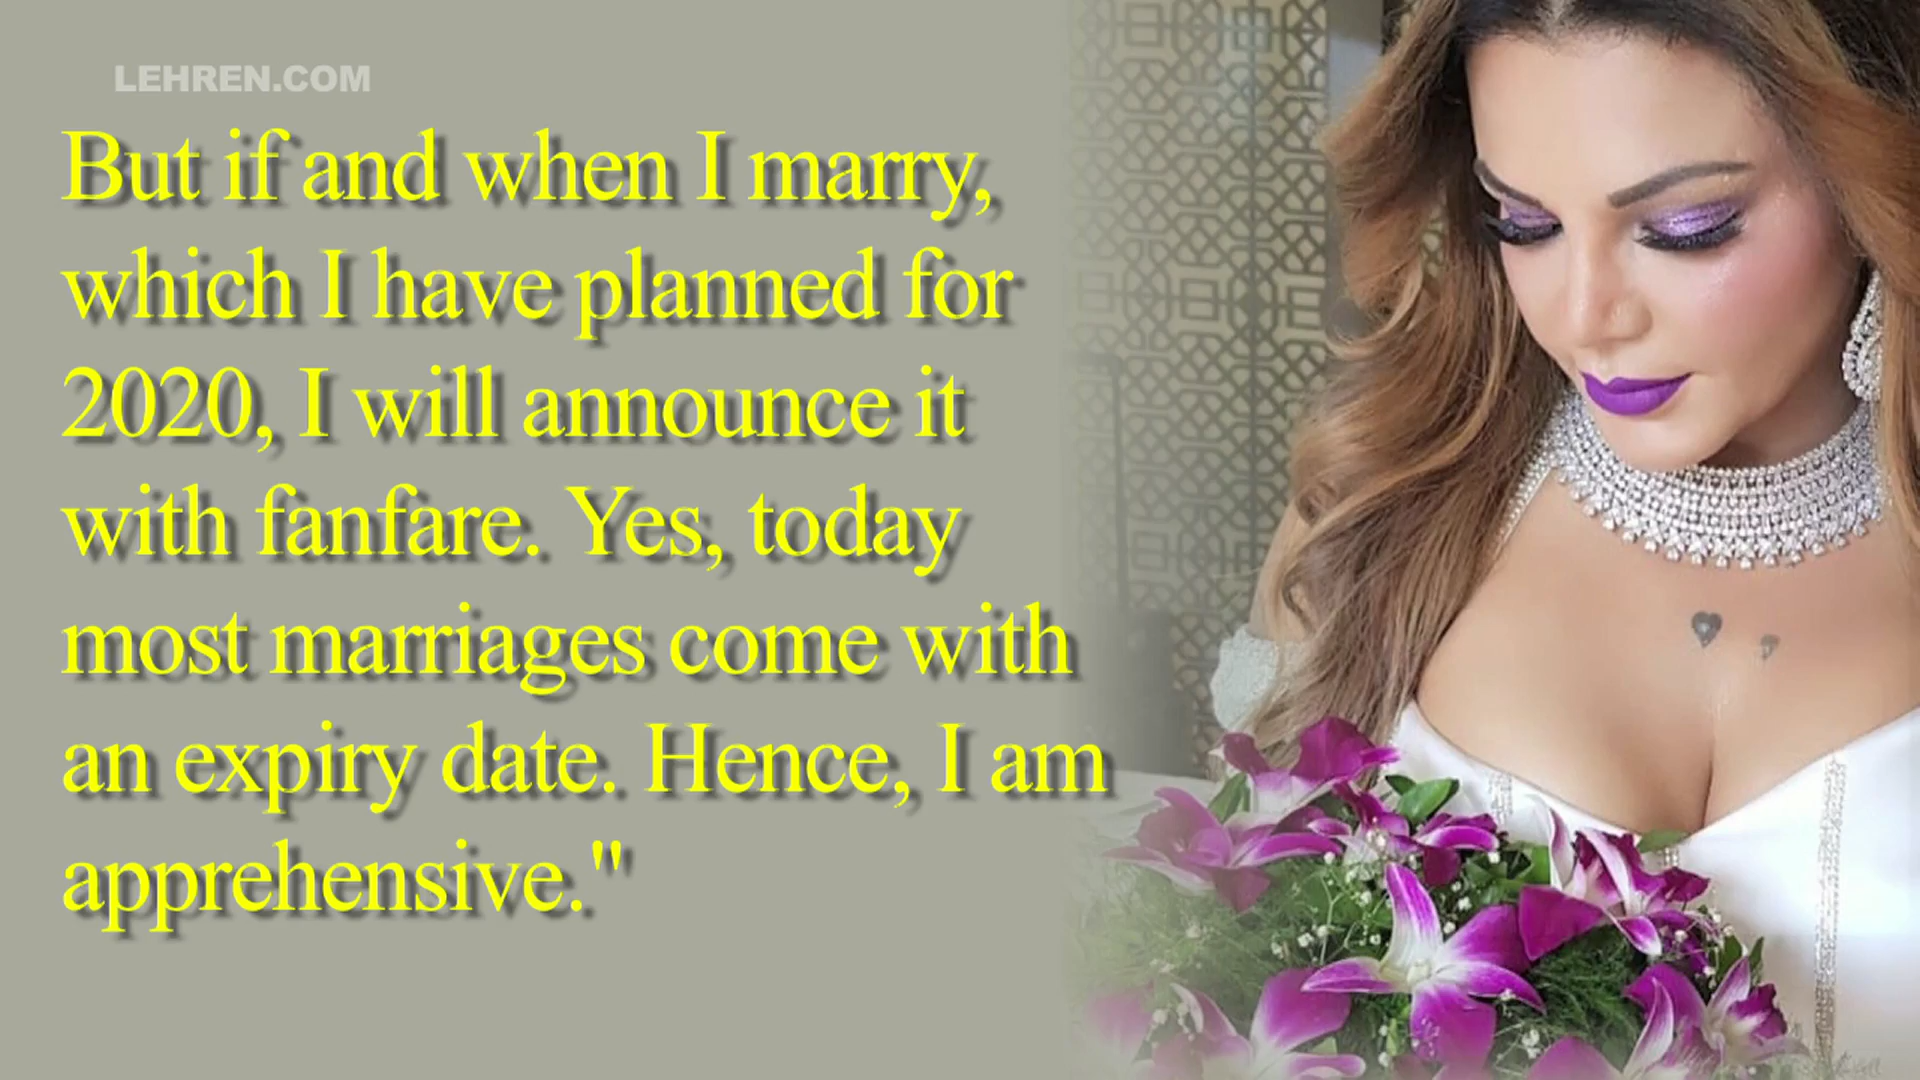 LEHREN.COM
But if and when I marry,
which I have planned for
2020, I will announce it
with fanfare. Yes, today
most marriages come with
an expiry date. Hence, I am
apprehensive."